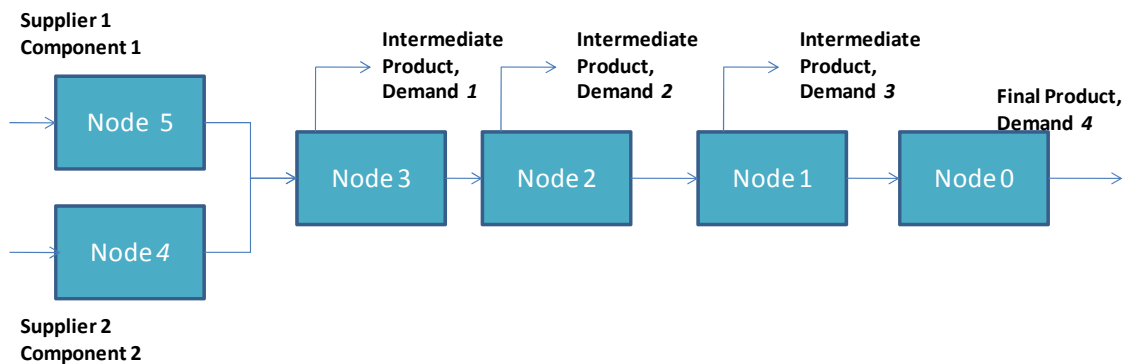 Supplier 1
Component 1
Node 5
Intermediate
Product,
Demand 1
Intermediate
Product,
Demand 2
Intermediate
Product,
Demand 3
Final Product,
Demand 4
Node 3
Node 2
Node 1
Node 0
Node 4
Supplier 2
Component 2